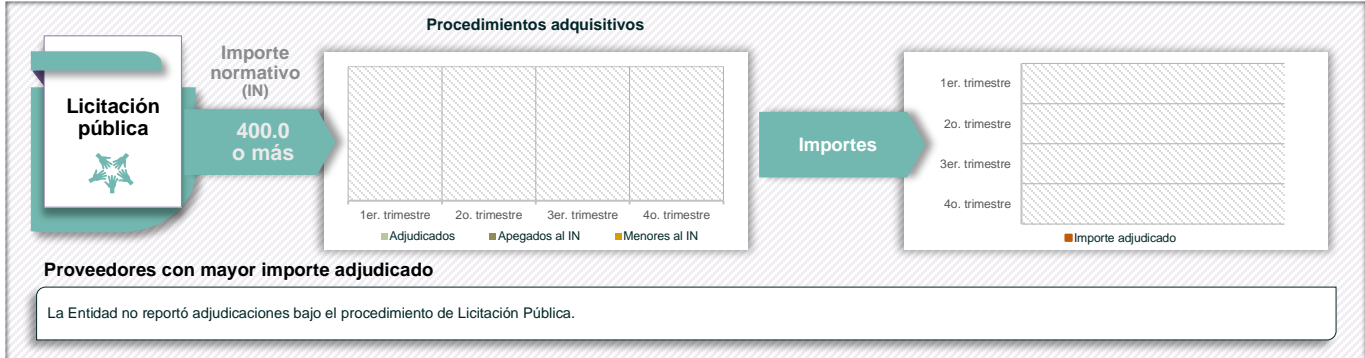 Procedimientos adquisitivos
Licitación
pública
Importe
normativo
(IN)
400.0
o más
1er. trimestre
2o. trimestre
3er. trimestre
4o. trimestre
Adjudicados
Apegados al IN
Menores al IN
Importes
1er. trimestre
2o. trimestre
3er. trimestre
4o. trimestre
Importe adjudicado
Proveedores con mayor importe adjudicado
La Entidad no reportó adjudicaciones bajo el procedimiento de Licitación Pública.